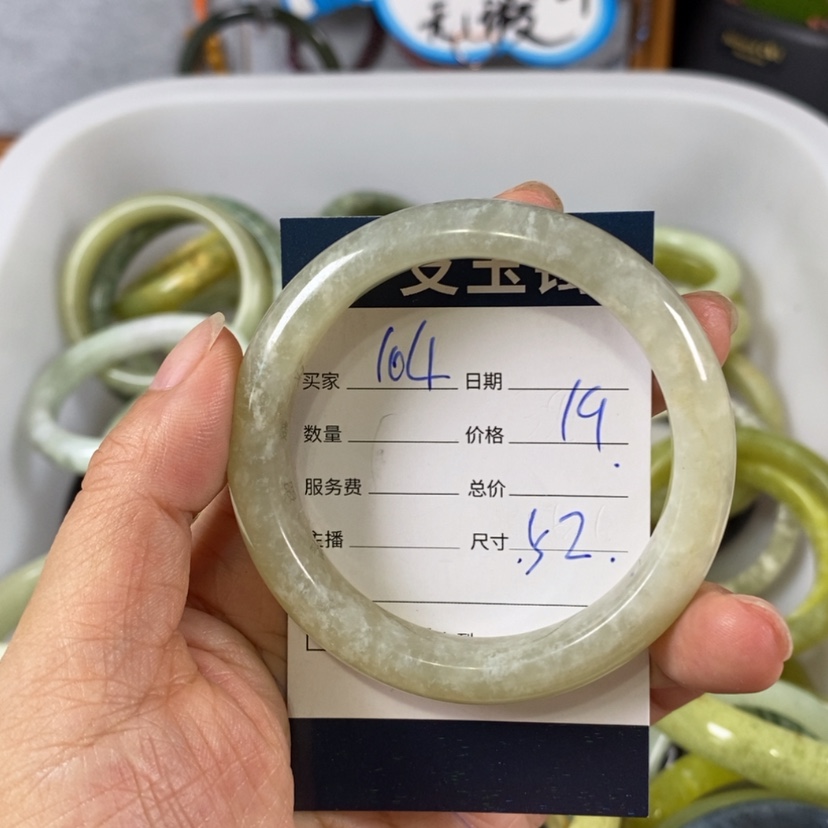 买家 104 日期
数量 价格 19.
服务费 总价
主播 尺寸 .52.